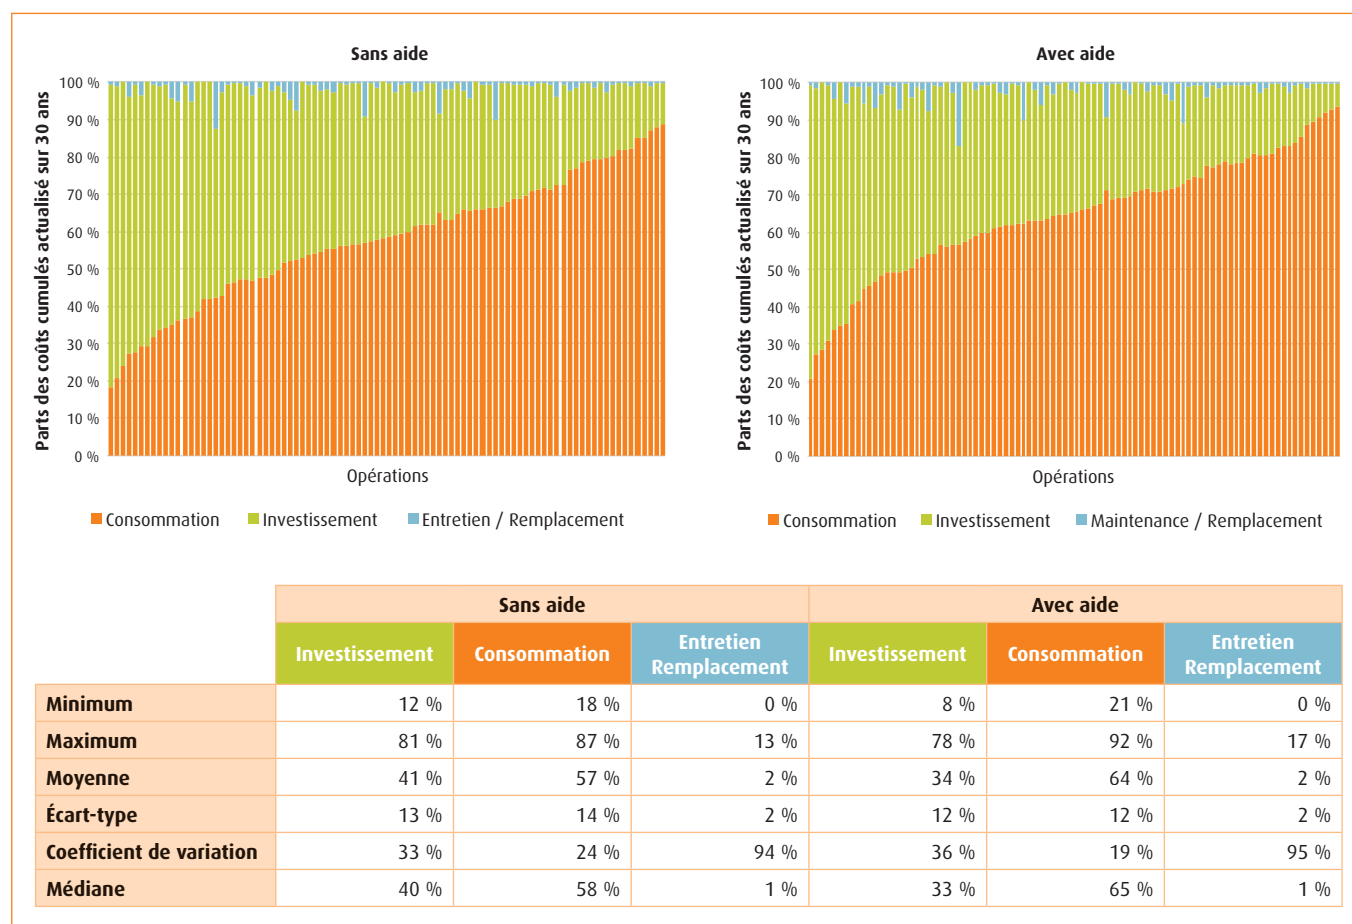 Sans aide
Parts des coûts cumulés actualisé sur 30 ans
100 %
90 %
80 %
70 %
60 %
50 %
40 %
30 %
20 %
10 %
0 %
Opérations
Consommation Investissement Entretien / Remplacement
Avec aide
Parts des coûts cumulés actualisé sur 30 ans
100 %
90 %
80 %
70 %
60 %
50 %
40 %
30 %
20 %
10 %
0 %
Opérations
Consommation Investissement Maintenance / Remplacement
Sans aide Avec aide
Investissement Consommation Entretien Remplacement Investissement Consommation Entretien Remplacement
Minimum 12 % 18 % 0 % 8 % 21 % 0 %
Maximum 81 % 87 % 13 % 78 % 92 % 17 %
Moyenne 41 % 57 % 2 % 34 % 64 % 2 %
Écart-type 13 % 14 % 2 % 12 % 12 % 2 %
Coefficient de variation 33 % 24 % 94 % 36 % 19 % 95 %
Médiane 40 % 58 % 1 % 33 % 65 % 1 %